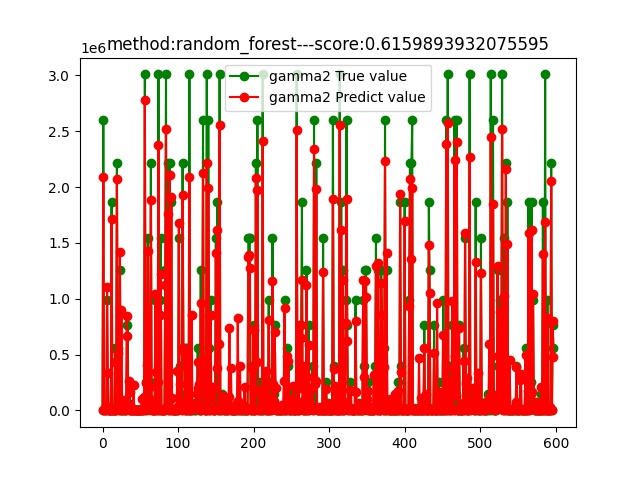 method:random_forest---score:0.6159893932075595
1e6
gamma2 True value
gamma2 Predict value
3.0
2.5
2.0
1.5
1.0
0.5
0.0
0 100 200 300 400 500 600